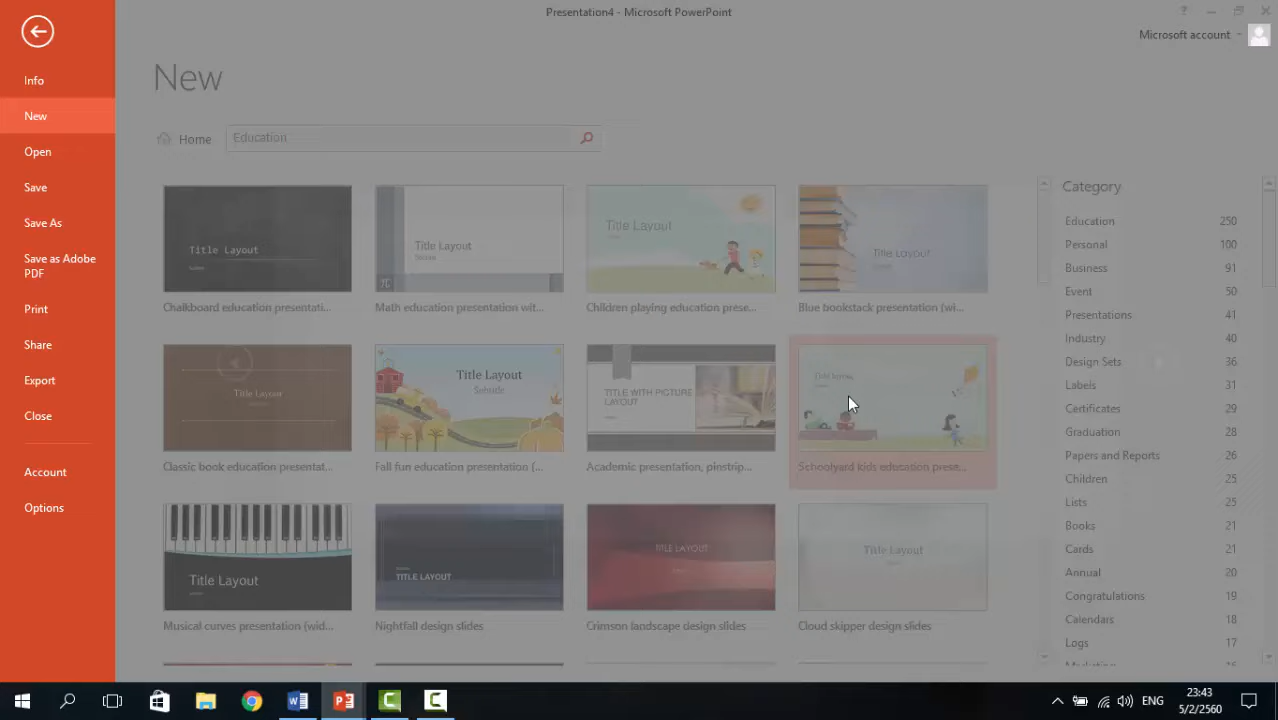 Presentation4 - Microsoft PowerPoint
Microsoft account
New
Info
New
Open
Save
Save As
Save as Adobe
PDF
Print
Share
Export
Close
Account
Options
Home
Education
Title Layout
Title Layout
Subtitle
Title Layout
Title Layout
Chalkboard education presentati...
Math education presentation wit...
Children playing education prese...
Blue bookstack presentation (wi...
Title Layout
Title Layout
Subtitle
TITLE WITH PICTURE
LAYOUT
Title Layout
Classic book education presentat...
Fall fun education presentation (...
Academic presentation, pinstrip...
Schoolyard kids education prese...
Title Layout
TITLE LAYOUT
TITLE LAYOUT
Title Layout
Musical curves presentation (wid...
Nightfall design slides
Crimson landscape design slides
Cloud skipper design slides
Category
Education 250
Personal 100
Business 91
Event 50
Presentations 41
Industry 40
Design Sets 36
Labels 31
Certificates 29
Graduation 28
Papers and Reports 26
Children 25
Lists 25
Books 21
Cards 21
Annual 20
Congratulations 19
Calendars 18
Logs 17
ENG
23:43
5/2/2560